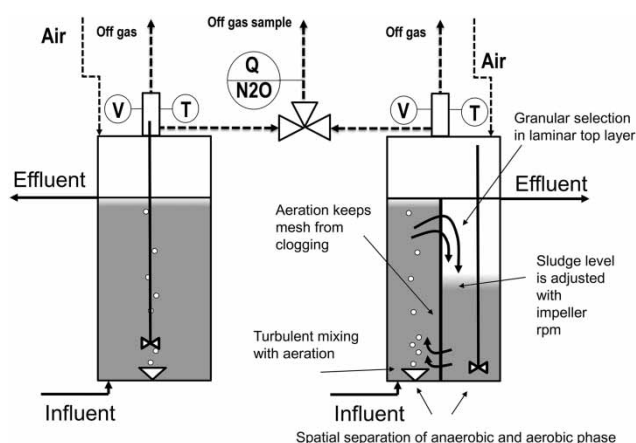 Off gas
Off gas sample
Off gas
Air
Air
Q
N2O
V
T
V
T
Granular selection
in laminar top layer
Effluent
Effluent
Aeration keeps
mesh from
clogging
Sludge level
is adjusted
with
impeller
rpm
Turbulent mixing
with aeration
Influent
Influent
Spatial separation of anaerobic and aerobic phase